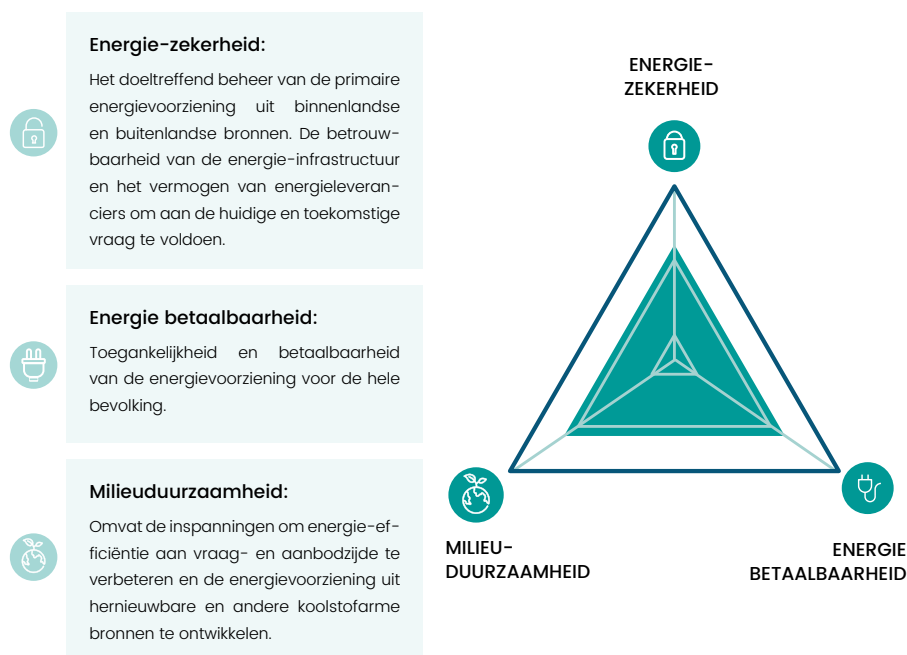 Energie-zekerheid:
Het doeltreffend beheer van de primaire
energievoorziening uit binnenlandse
en buitenlandse bronnen. De betrouw-
baarheid van de energie-infrastructuur
en het vermogen van energieleveran-
ciers om aan de huidige en toekomstige
vraag te voldoen.
Energie betaalbaarheid:
Toegankelijkheid en betaalbaarheid
van de energievoorziening voor de hele
bevolking.
Milieuduurzaamheid:
Omvat de inspanningen om energie-ef-
ficiëntie aan vraag- en aanbodzijde te
verbeteren en de energievoorziening uit
hernieuwbare en andere koolstofarme
bronnen te ontwikkelen.
ENERGIE-
ZEKERHEID
MILIEU-
DUURZAAMHEID
ENERGIE
BETAALBAARHEID